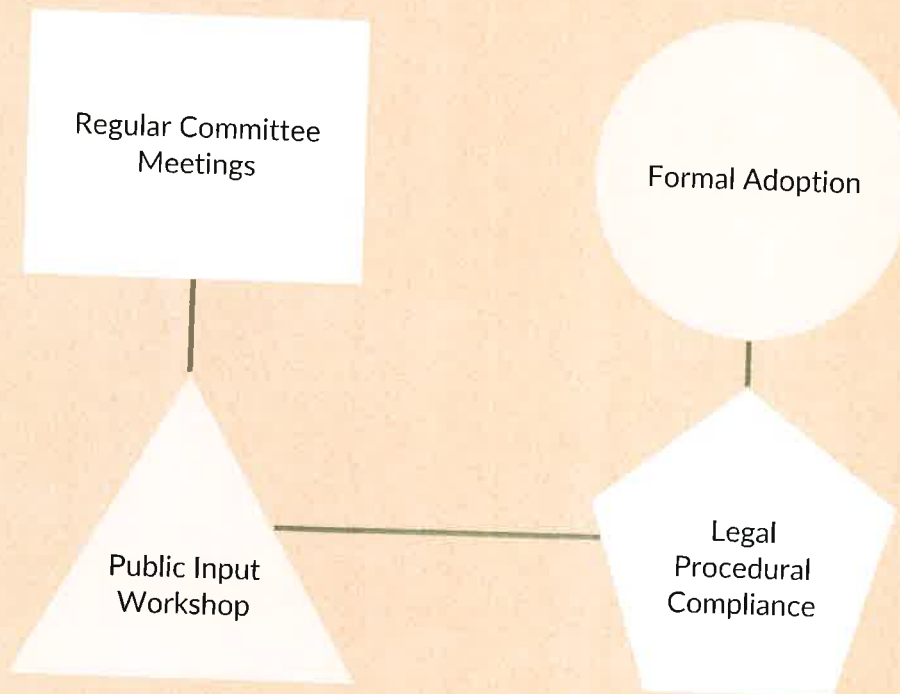 Regular Committee
Meetings
Formal Adoption
Public Input
Workshop
Legal
Procedural
Compliance